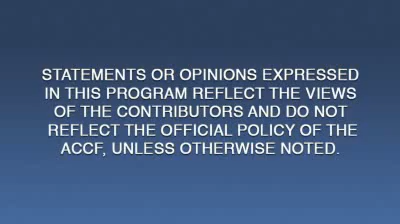 STATEMENTS OR OPINIONS EXPRESSED
IN THIS PROGRAM REFLECT THE VIEWS
OF THE CONTRIBUTORS AND DO NOT
REFLECT THE OFFICIAL POLICY OF THE
ACCF, UNLESS OTHERWISE NOTED.